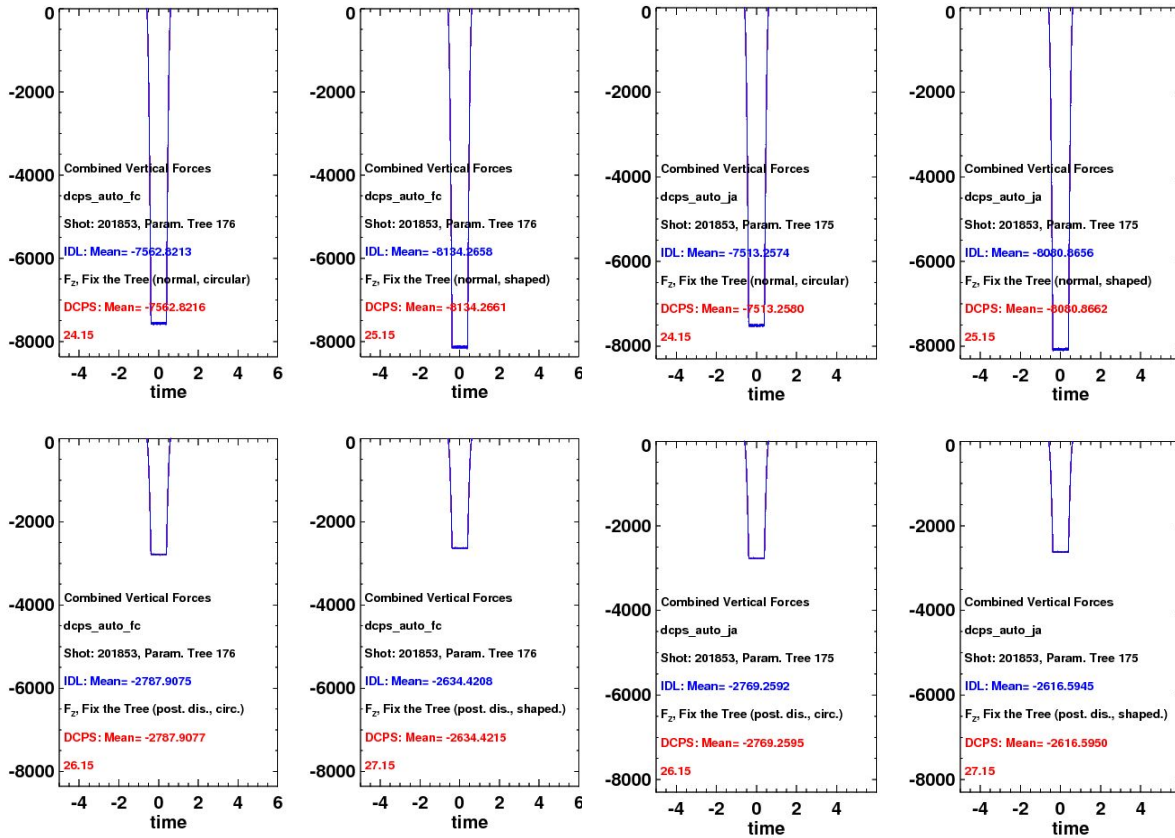 0
-2000
-4000
-6000
-8000
Combined Vertical Forces
dcps_auto_fc
Shot: 201853, Param. Tree 176
IDL: Mean= -7562.8213
Fz, Fix the Tree (normal, circular)
DCPS: Mean= -7562.8216
24.15
-4 -2 0 2 4 6
time
0
-2000
-4000
-6000
-8000
Combined Vertical Forces
dcps_auto_fc
Shot: 201853, Param. Tree 176
IDL: Mean= -8134.2658
Fz, Fix the Tree (normal, shaped)
DCPS: Mean= -8134.2661
25.15
-4 -2 0 2 4 6
time
0
-2000
-4000
-6000
-8000
Combined Vertical Forces
dcps_auto_ja
Shot: 201853, Param. Tree 175
IDL: Mean= -7513.2574
Fz, Fix the Tree (normal, circular)
DCPS: Mean= -7513.2580
24.15
-4 -2 0 2 4
time
0
-2000
-4000
-6000
-8000
Combined Vertical Forces
dcps_auto_ja
Shot: 201853, Param. Tree 175
IDL: Mean= -8080.8656
Fz, Fix the Tree (normal, shaped)
DCPS: Mean= -8080.8662
25.15
-4 -2 0 2 4
time
0
-2000
-4000
-6000
-8000
Combined Vertical Forces
dcps_auto_fc
Shot: 201853, Param. Tree 176
IDL: Mean= -2787.9075
Fz, Fix the Tree (post. dis., circ.)
DCPS: Mean= -2787.9077
26.15
-4 -2 0 2 4 6
time
0
-2000
-4000
-6000
-8000
Combined Vertical Forces
dcps_auto_fc
Shot: 201853, Param. Tree 176
IDL: Mean= -2634.4208
Fz, Fix the Tree (post. dis., shaped.)
DCPS: Mean= -2634.4215
27.15
-4 -2 0 2 4 6
time
0
-2000
-4000
-6000
-8000
Combined Vertical Forces
dcps_auto_ja
Shot: 201853, Param. Tree 175
IDL: Mean= -2769.2592
Fz, Fix the Tree (post. dis., circ.)
DCPS: Mean= -2769.2595
26.15
-4 -2 0 2 4
time
0
-2000
-4000
-6000
-8000
Combined Vertical Forces
dcps_auto_ja
Shot: 201853, Param. Tree 175
IDL: Mean= -2616.5945
Fz, Fix the Tree (post. dis., shaped.)
DCPS: Mean= -2616.5950
27.15
-4 -2 0 2 4
time